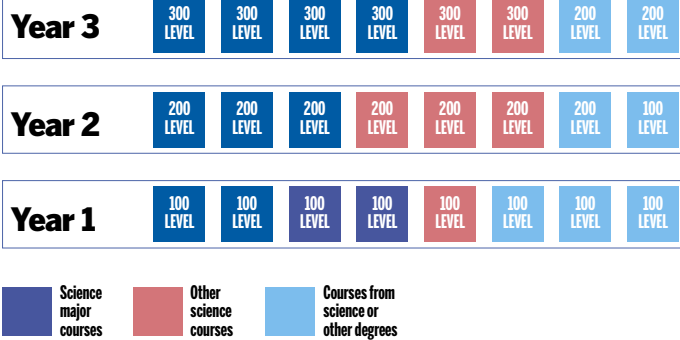 Year 3
300 LEVEL 300 LEVEL 300 LEVEL 300 LEVEL 300 LEVEL 300 LEVEL 200 LEVEL 200 LEVEL
Year 2
200 LEVEL 200 LEVEL 200 LEVEL 200 LEVEL 200 LEVEL 200 LEVEL 200 LEVEL 100 LEVEL
Year 1
100 LEVEL 100 LEVEL 100 LEVEL 100 LEVEL 100 LEVEL 100 LEVEL 100 LEVEL 100 LEVEL
Science
major
courses
Other
science
courses
Courses from
science or
other degrees